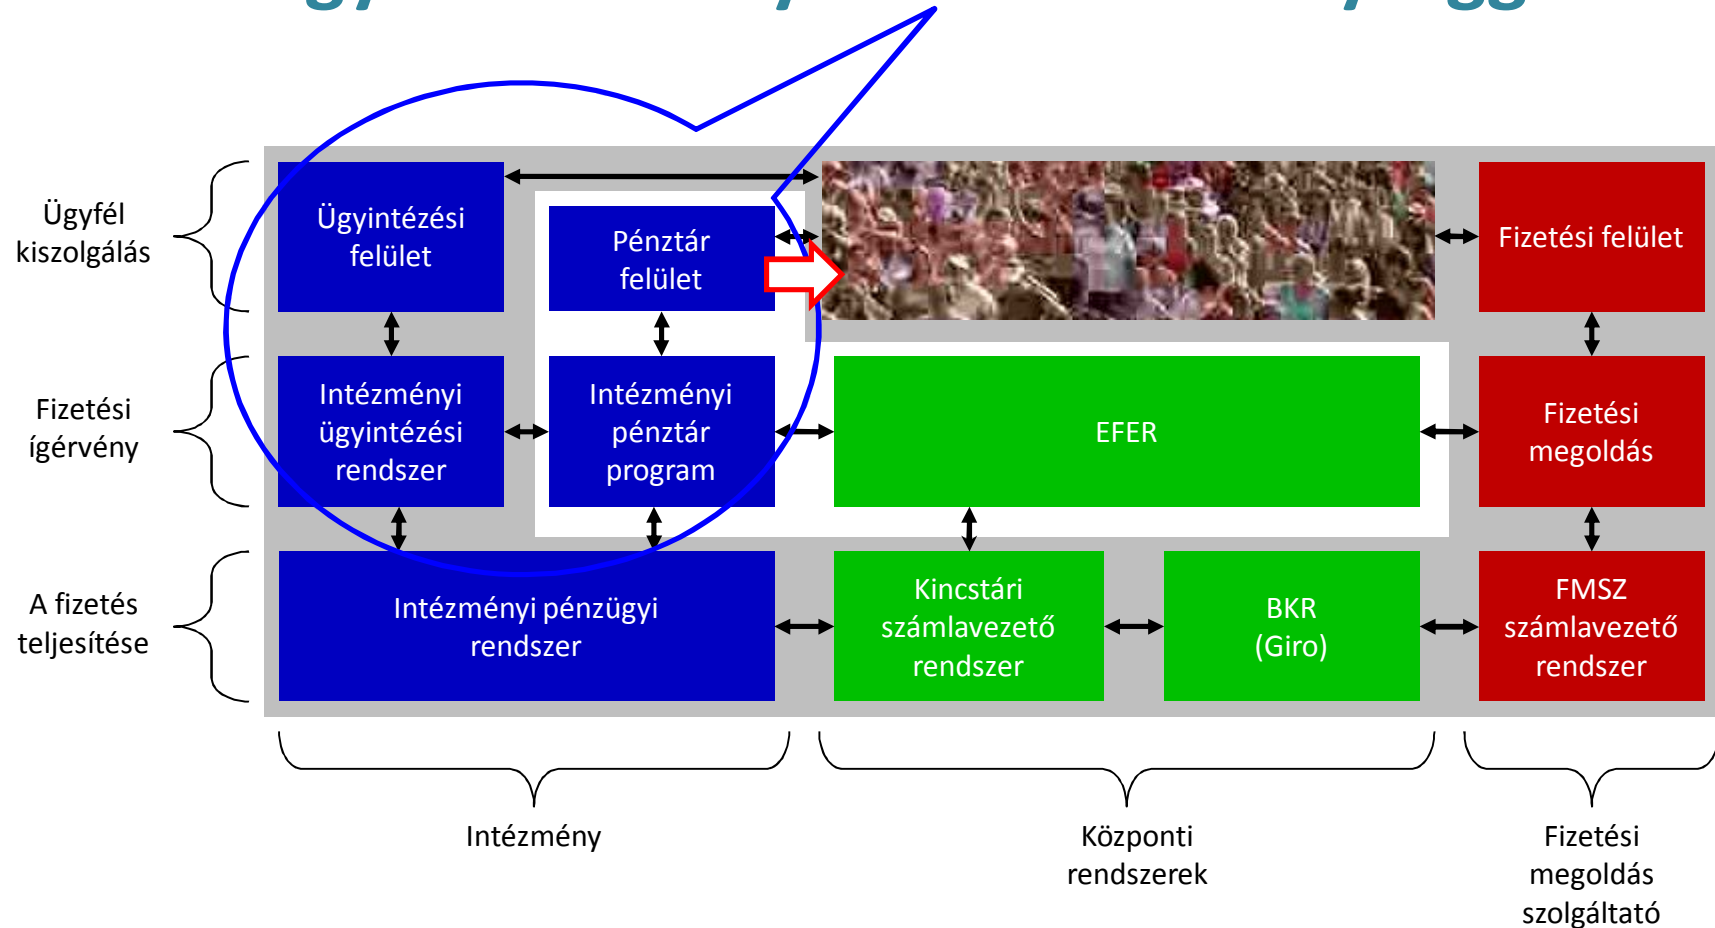 Ügyfél
kiszolgálás
Ügyintézési
felület
Pénztár
felület
Fizetési felület
Fizetési
ígérvény
Intézményi
ügyintézési
rendszer
Intézményi
pénztár
program
EFER
Fizetési
megoldás
A fizetés
teljesítése
Intézményi pénzügyi
rendszer
Kincstári
számlavezető
rendszer
BKR
(Giro)
FMSZ
számlavezető
rendszer
Intézmény
Központi
rendszerek
Fizetési
megoldás
szolgáltató